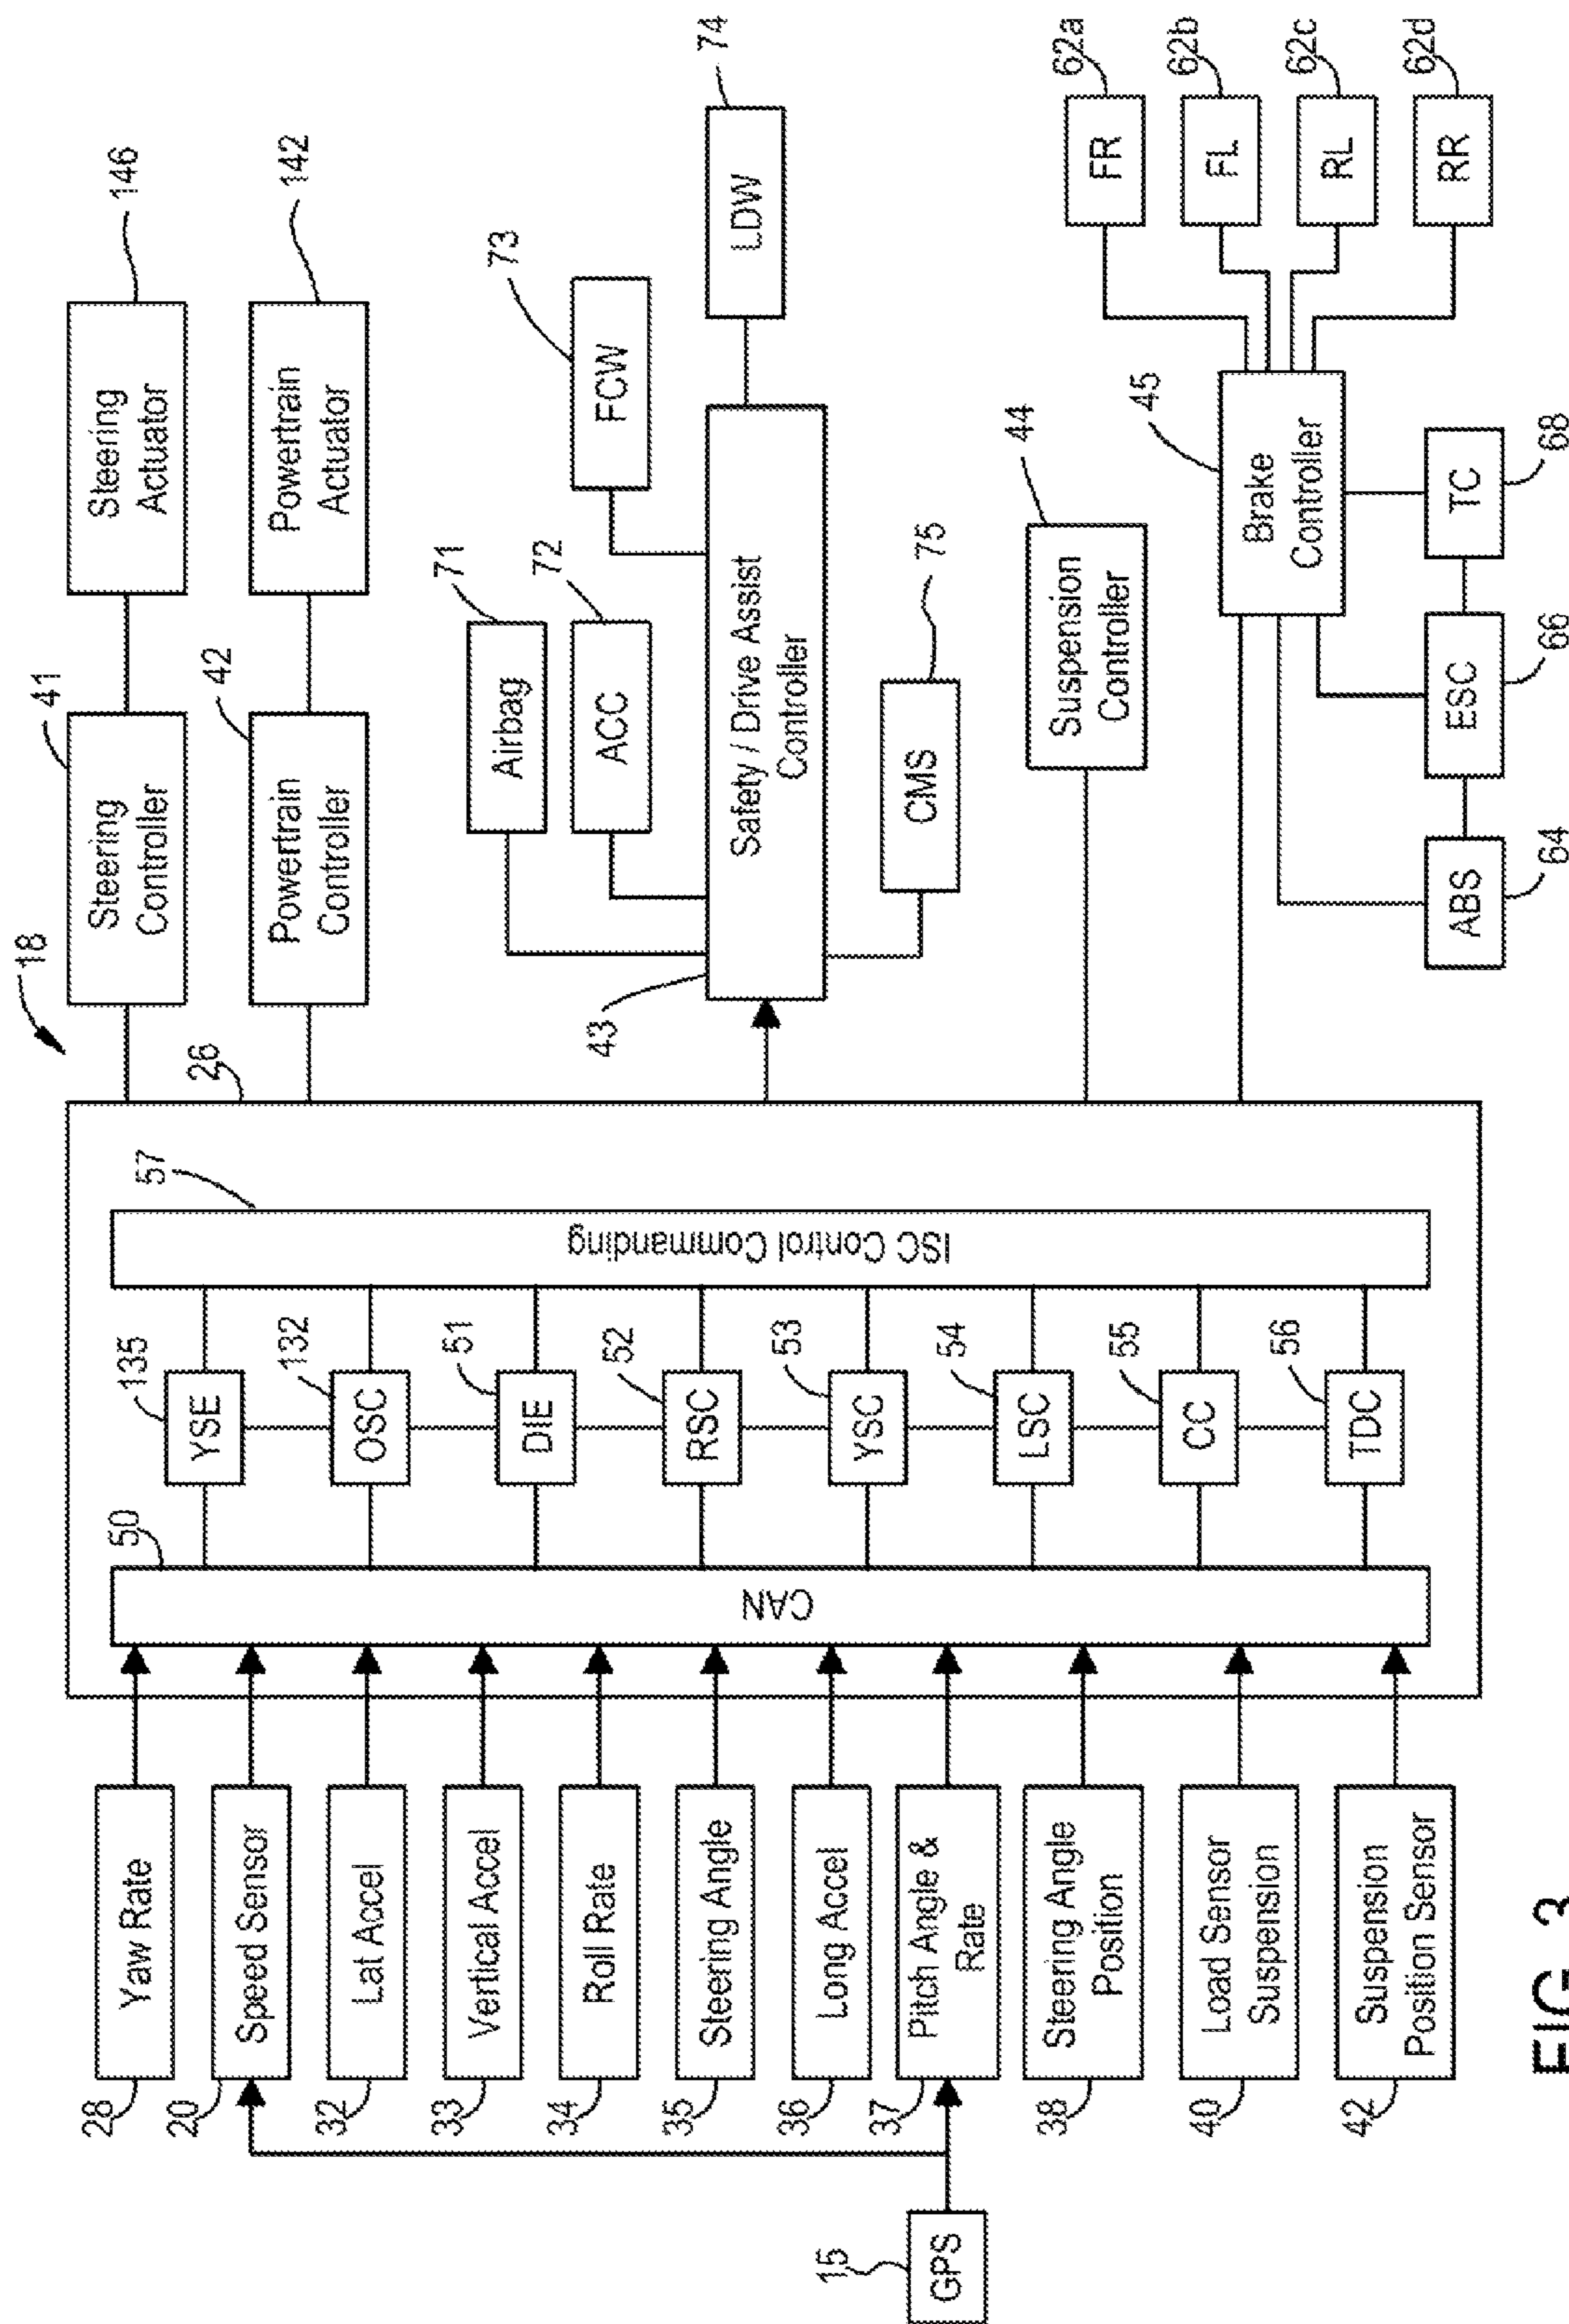 18
146
Steering
Actuator
41
Steering
Controller
142
Powertrain
Actuator
42
Powertrain
Controller
26
71
Airbag
72
ACC
73
FCW
74
LDW
43
Safety / Drive Assist
Controller
75
CMS
44
Suspension
Controller
45
Brake
Controller
62a
FR
62b
FL
62c
RL
62d
RR
ABS
64
ESC
66
TC
68
57
ISC Control Commanding
135
YSE
132
OSC
51
DIE
52
RSC
53
YSC
54
LSC
55
CC
56
TDC
50
CAN
28
Yaw Rate
20
Speed Sensor
32
Lat Accel
33
Vertical Accel
34
Roll Rate
35
Steering Angle
36
Long Accel
37
Pitch Angle &
Rate
38
Steering Angle
Position
40
Load Sensor
Suspension
42
Suspension
Position Sensor
15
GPS
FIG. 3